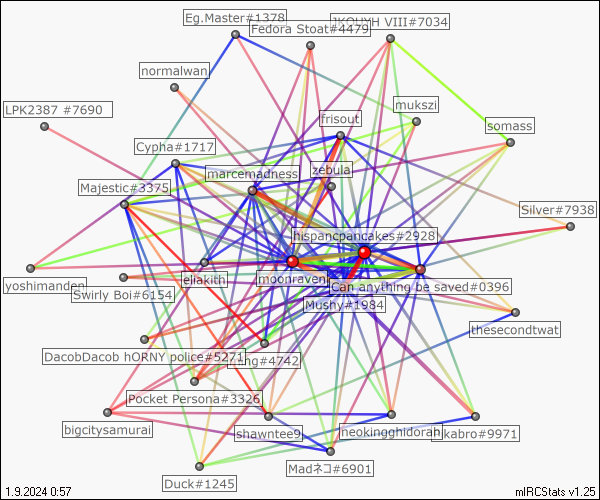 Eg.Master#1378
Fedora Stoat#4479
JKOUYH VIII#7034
normalwan
LPK2387 #7690
mukszi
frisout
somass
Cypha#1717
zebula
marcemadness
Majestic#3375
Silver#7938
hispancpancakes#2928
yoshimanden
eliakith
moonraven
Swirly Boi#6154
Can anything be saved#0396
Mushy#1984
thesecondtwat
DacobDacob hORNY police#5271
#4742
Pocket Persona#3326
bigcitysamurai
shawntee9
neokingghidorah
kabro#9971
Madネコ#6901
Duck#1245
1.9.2024 0:57
mIRCStats v1.25